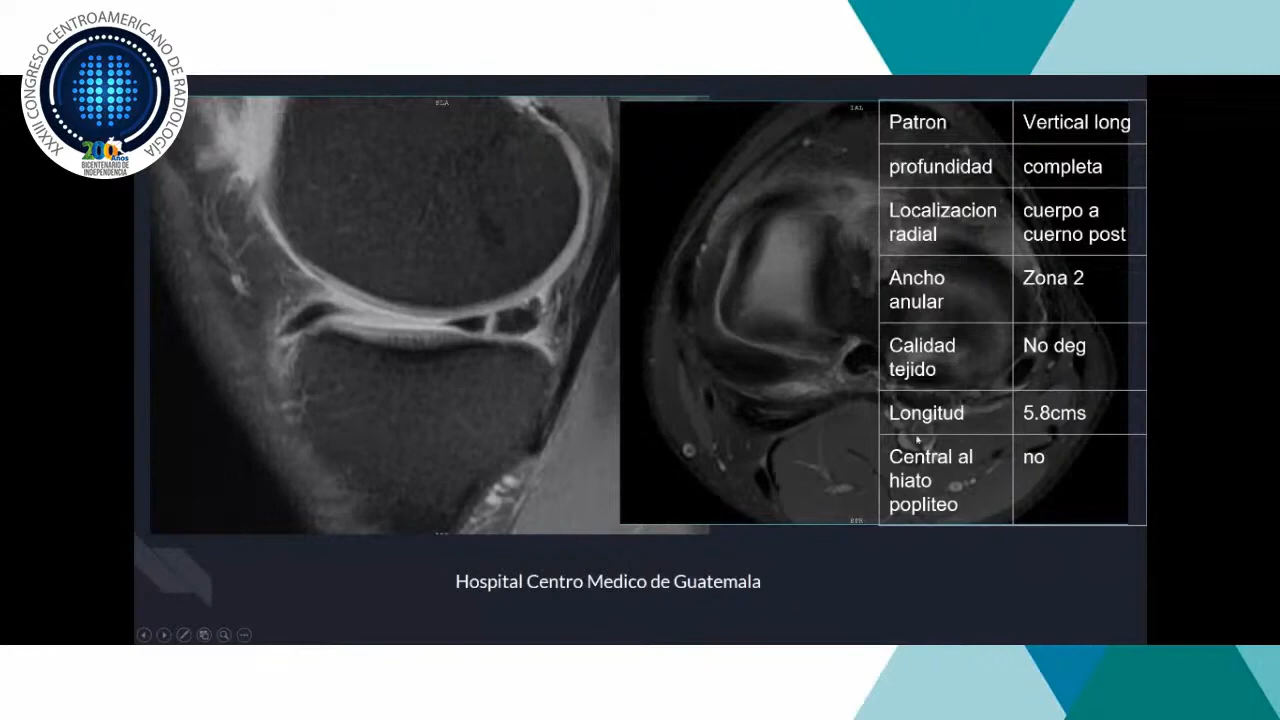 XXXIII CONGRESO CENTROAMERICANO DE RADIOLOGÍA
200 Años
BICENTENARIO DE
INDEPENDENCIA
Patron
Vertical long
profundidad
completa
Localizacion
radial
cuerpo a
cuerno post
Ancho
anular
Zona 2
Calidad
tejido
No deg
Longitud
5.8cms
Central al
hiato
popliteo
no
Hospital Centro Medico de Guatemala